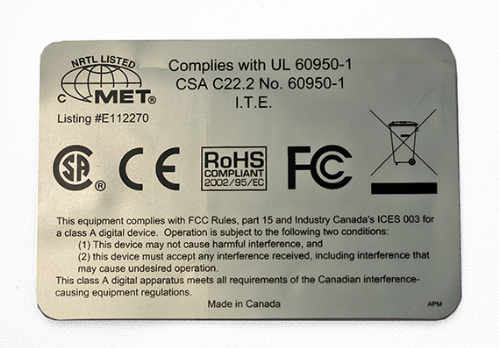 NRTL LISTED
C MET®
Listing #E112270
Complies with UL 60950-1
CSA C22.2 No. 60950-1
I.T.E.
SA® CE RoHS FC
COMPLIANT
2002/95/EC
This equipment complies with FCC Rules, part 15 and Industry Canada's ICES 003 for
a class A digital device. Operation is subject to the following two conditions:
(1) This device may not cause harmful interference, and
(2) this device must accept any interference received, including interference that
may cause undesired operation.
This class A digital apparatus meets all requirements of the Canadian interference-
causing equipment regulations.
Made in Canada
APM